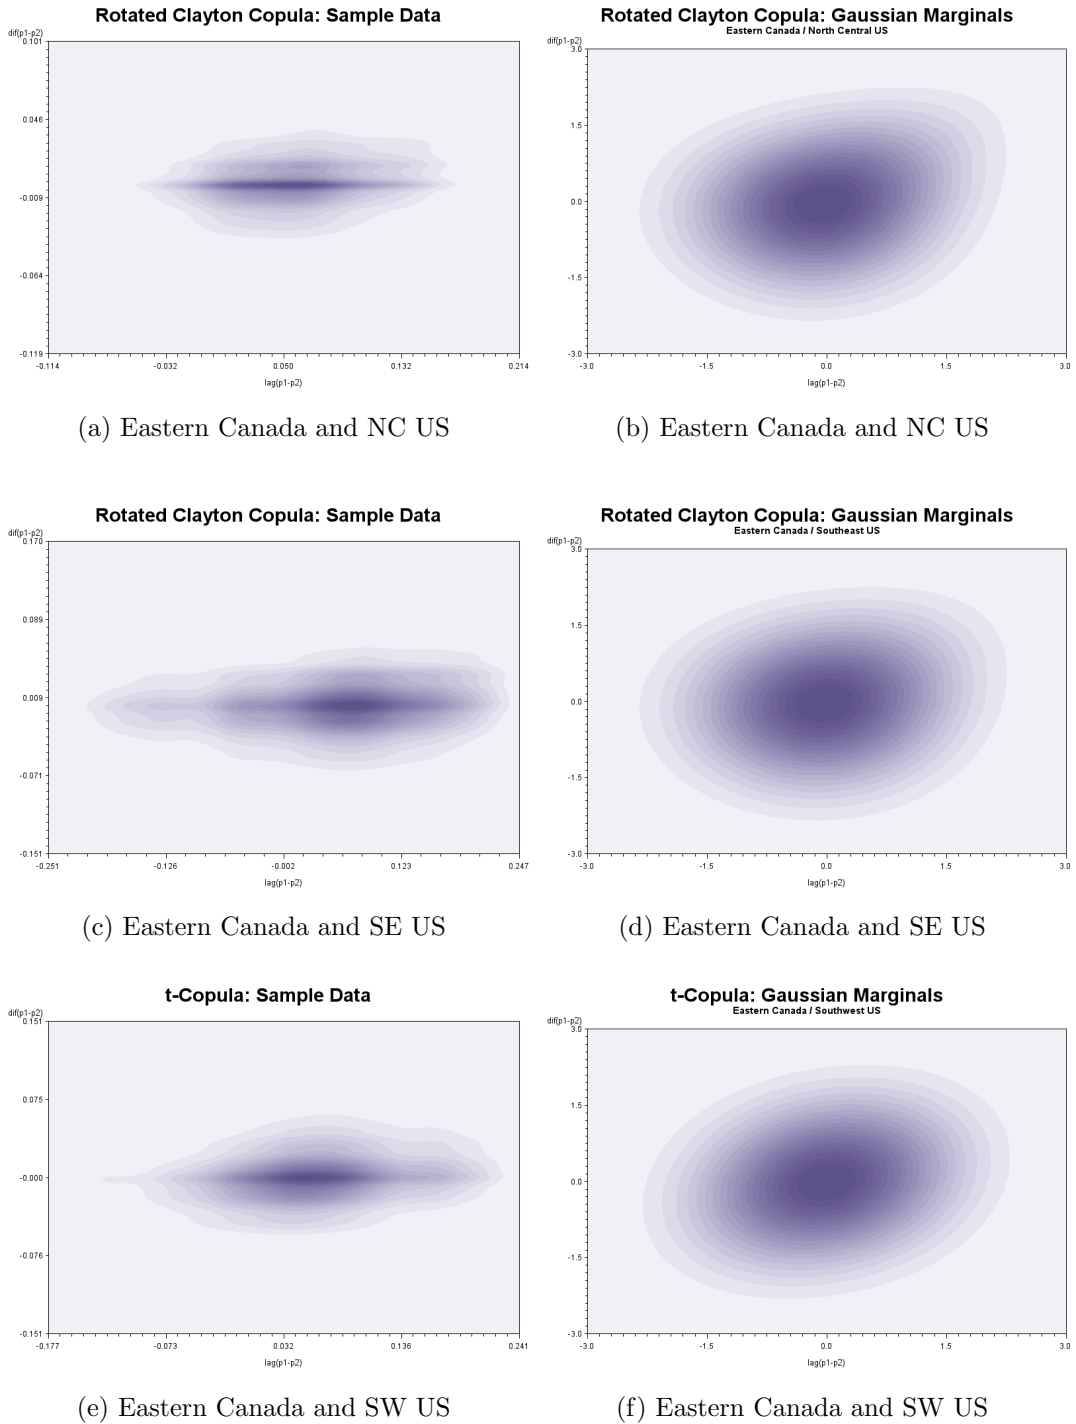 Rotated Clayton Copula: Sample Data
dif(p1-p2)
0.101
0.046
-0.009
-0.064
-0.119
-0.114 -0.032 0.050 0.132 0.214
lag(p1-p2)
(a) Eastern Canada and NC US
Rotated Clayton Copula: Gaussian Marginals
Eastern Canada / North Central US
dif(p1-p2)
3.0
1.5
0.0
-1.5
-3.0
-3.0 -1.5 0.0 1.5 3.0
lag(p1-p2)
(b) Eastern Canada and NC US
Rotated Clayton Copula: Sample Data
dif(p1-p2)
0.170
0.089
0.009
-0.071
-0.151
-0.251 -0.126 -0.002 0.123 0.247
lag(p1-p2)
(c) Eastern Canada and SE US
Rotated Clayton Copula: Gaussian Marginals
Eastern Canada / Southeast US
dif(p1-p2)
3.0
1.5
0.0
-1.5
-3.0
-3.0 -1.5 0.0 1.5 3.0
lag(p1-p2)
(d) Eastern Canada and SE US
t-Copula: Sample Data
dif(p1-p2)
0.151
0.075
-0.000
-0.076
-0.151
-0.177 -0.073 0.032 0.136 0.241
lag(p1-p2)
(e) Eastern Canada and SW US
t-Copula: Gaussian Marginals
Eastern Canada / Southwest US
dif(p1-p2)
3.0
1.5
0.0
-1.5
-3.0
-3.0 -1.5 0.0 1.5 3.0
lag(p1-p2)
(f) Eastern Canada and SW US